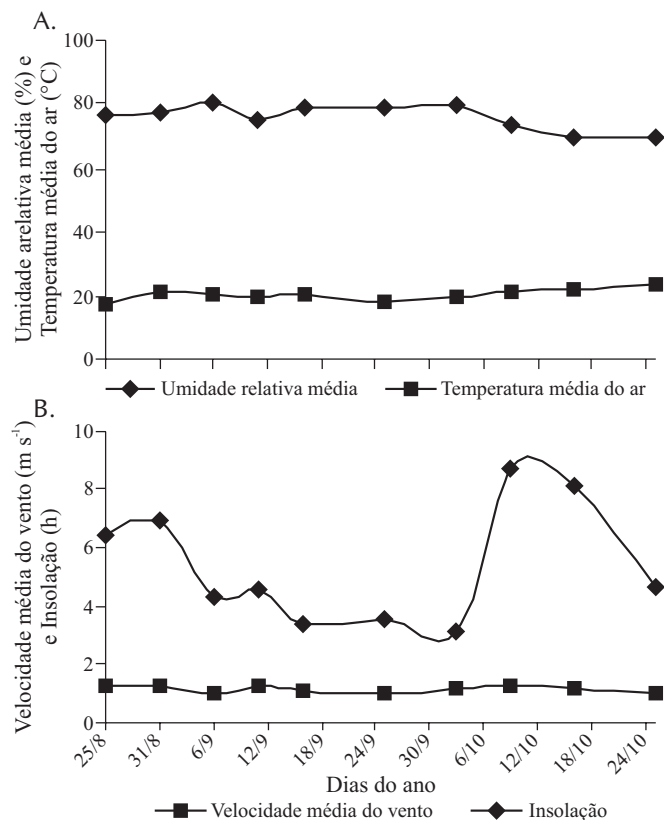 A.
Umidade arelativa média (%) e
Temperatura média do ar (°C)
100
80
60
40
20
0
Umidade relativa média
Temperatura média do ar
B.
Velocidade média do vento (m s⁻¹)
e Insolação (h)
10
8
6
4
2
0
25/8
31/8
6/9
12/9
18/9
24/9
30/9
6/10
12/10
18/10
24/10
Dias do ano
Velocidade média do vento
Insolação